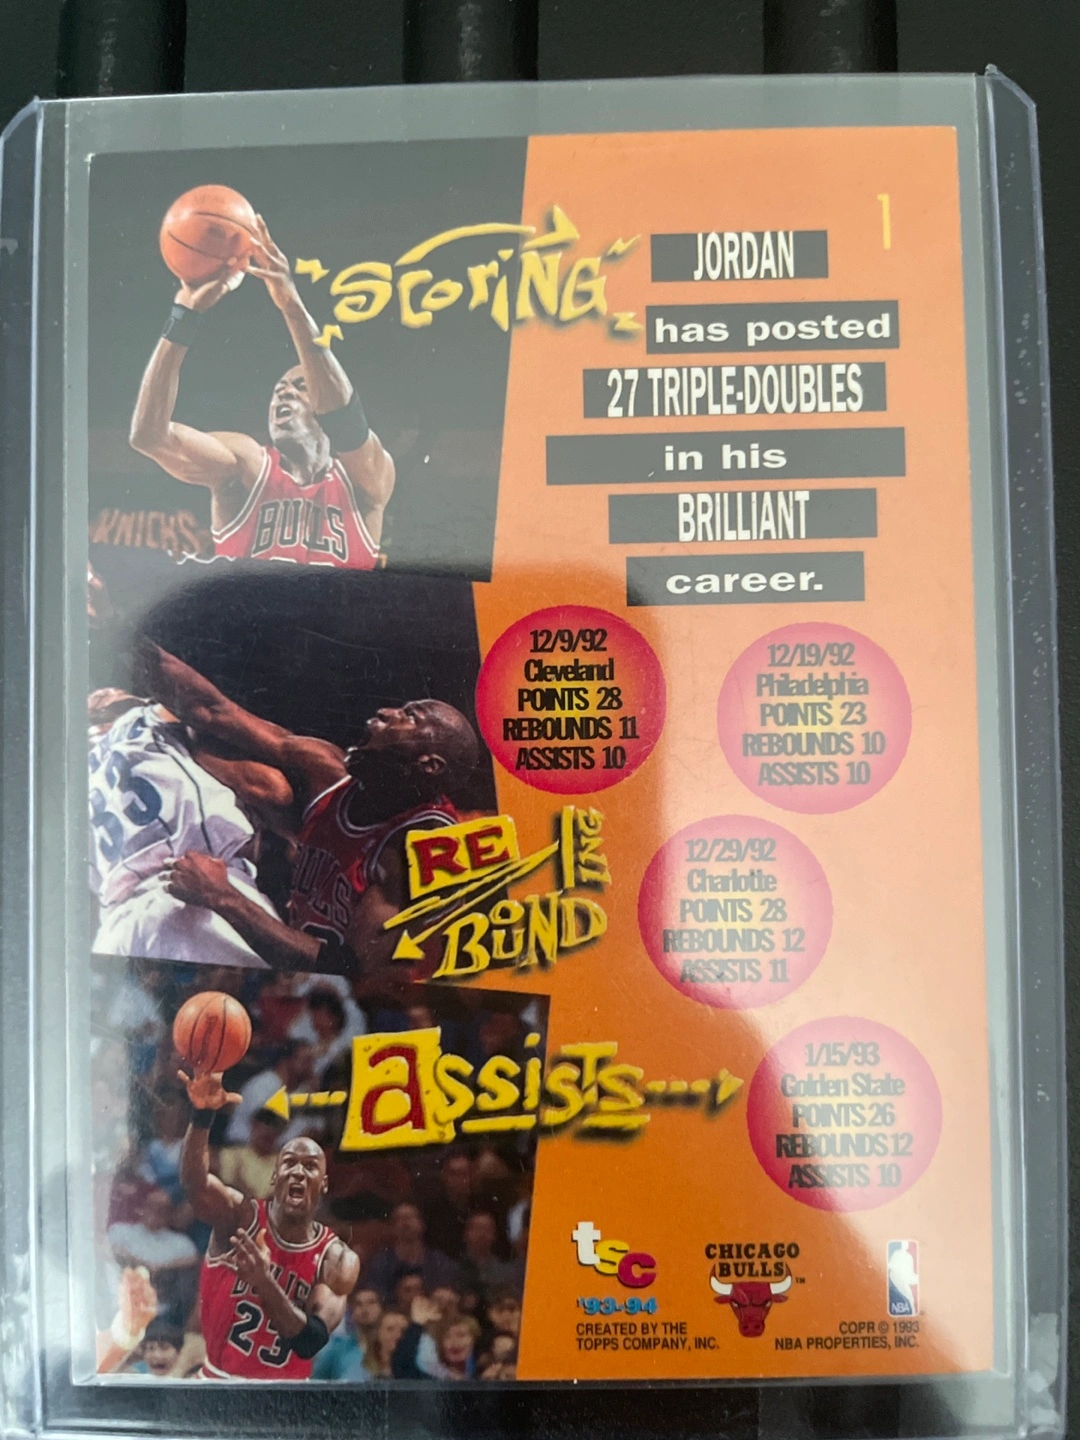 1
"Scoring"
JORDAN
has posted
27 TRIPLE-DOUBLES
in his
BRILLIANT
career.
KNICKS
BULLS
12/9/92
Cleveland
POINTS 28
REBOUNDS 11
ASSISTS 10
12/19/92
Philadelphia
POINTS 23
REBOUNDS 10
ASSISTS 10
33
REBOUNDING
12/29/92
Charlotte
POINTS 28
REBOUNDS 12
ASSISTS 11
assists
1/15/93
Golden State
POINTS 26
REBOUNDS 12
ASSISTS 10
BULLS
23
tsc
'93-94
CREATED BY THE
TOPPS COMPANY, INC.
CHICAGO
BULLS
TM
NBA
COPR © 1993
NBA PROPERTIES, INC.